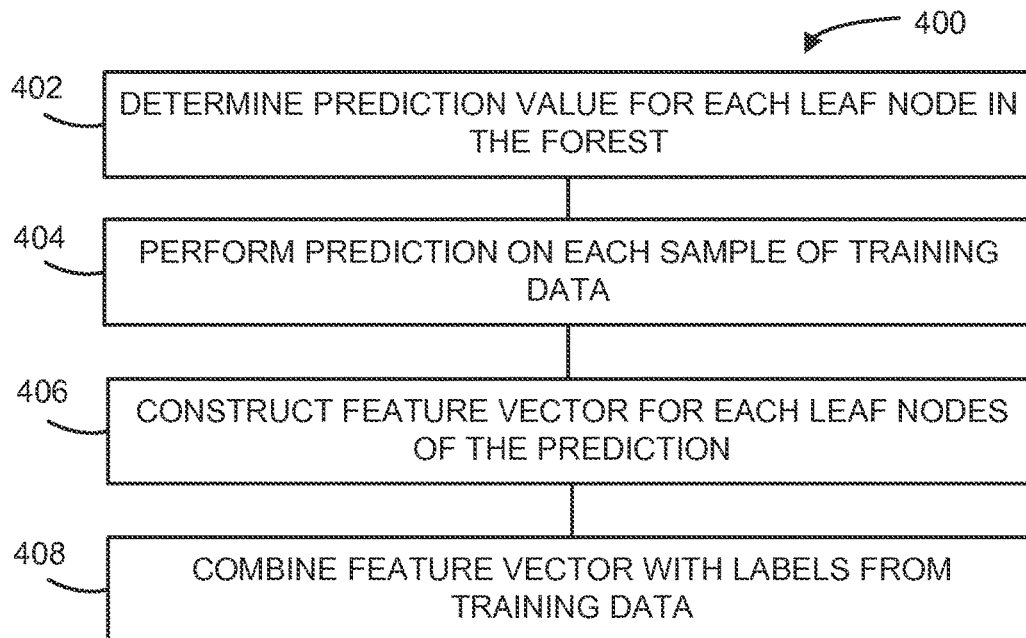 400
402
DETERMINE PREDICTION VALUE FOR EACH LEAF NODE IN
THE FOREST
404
PERFORM PREDICTION ON EACH SAMPLE OF TRAINING
DATA
406
CONSTRUCT FEATURE VECTOR FOR EACH LEAF NODES
OF THE PREDICTION
408
COMBINE FEATURE VECTOR WITH LABELS FROM
TRAINING DATA